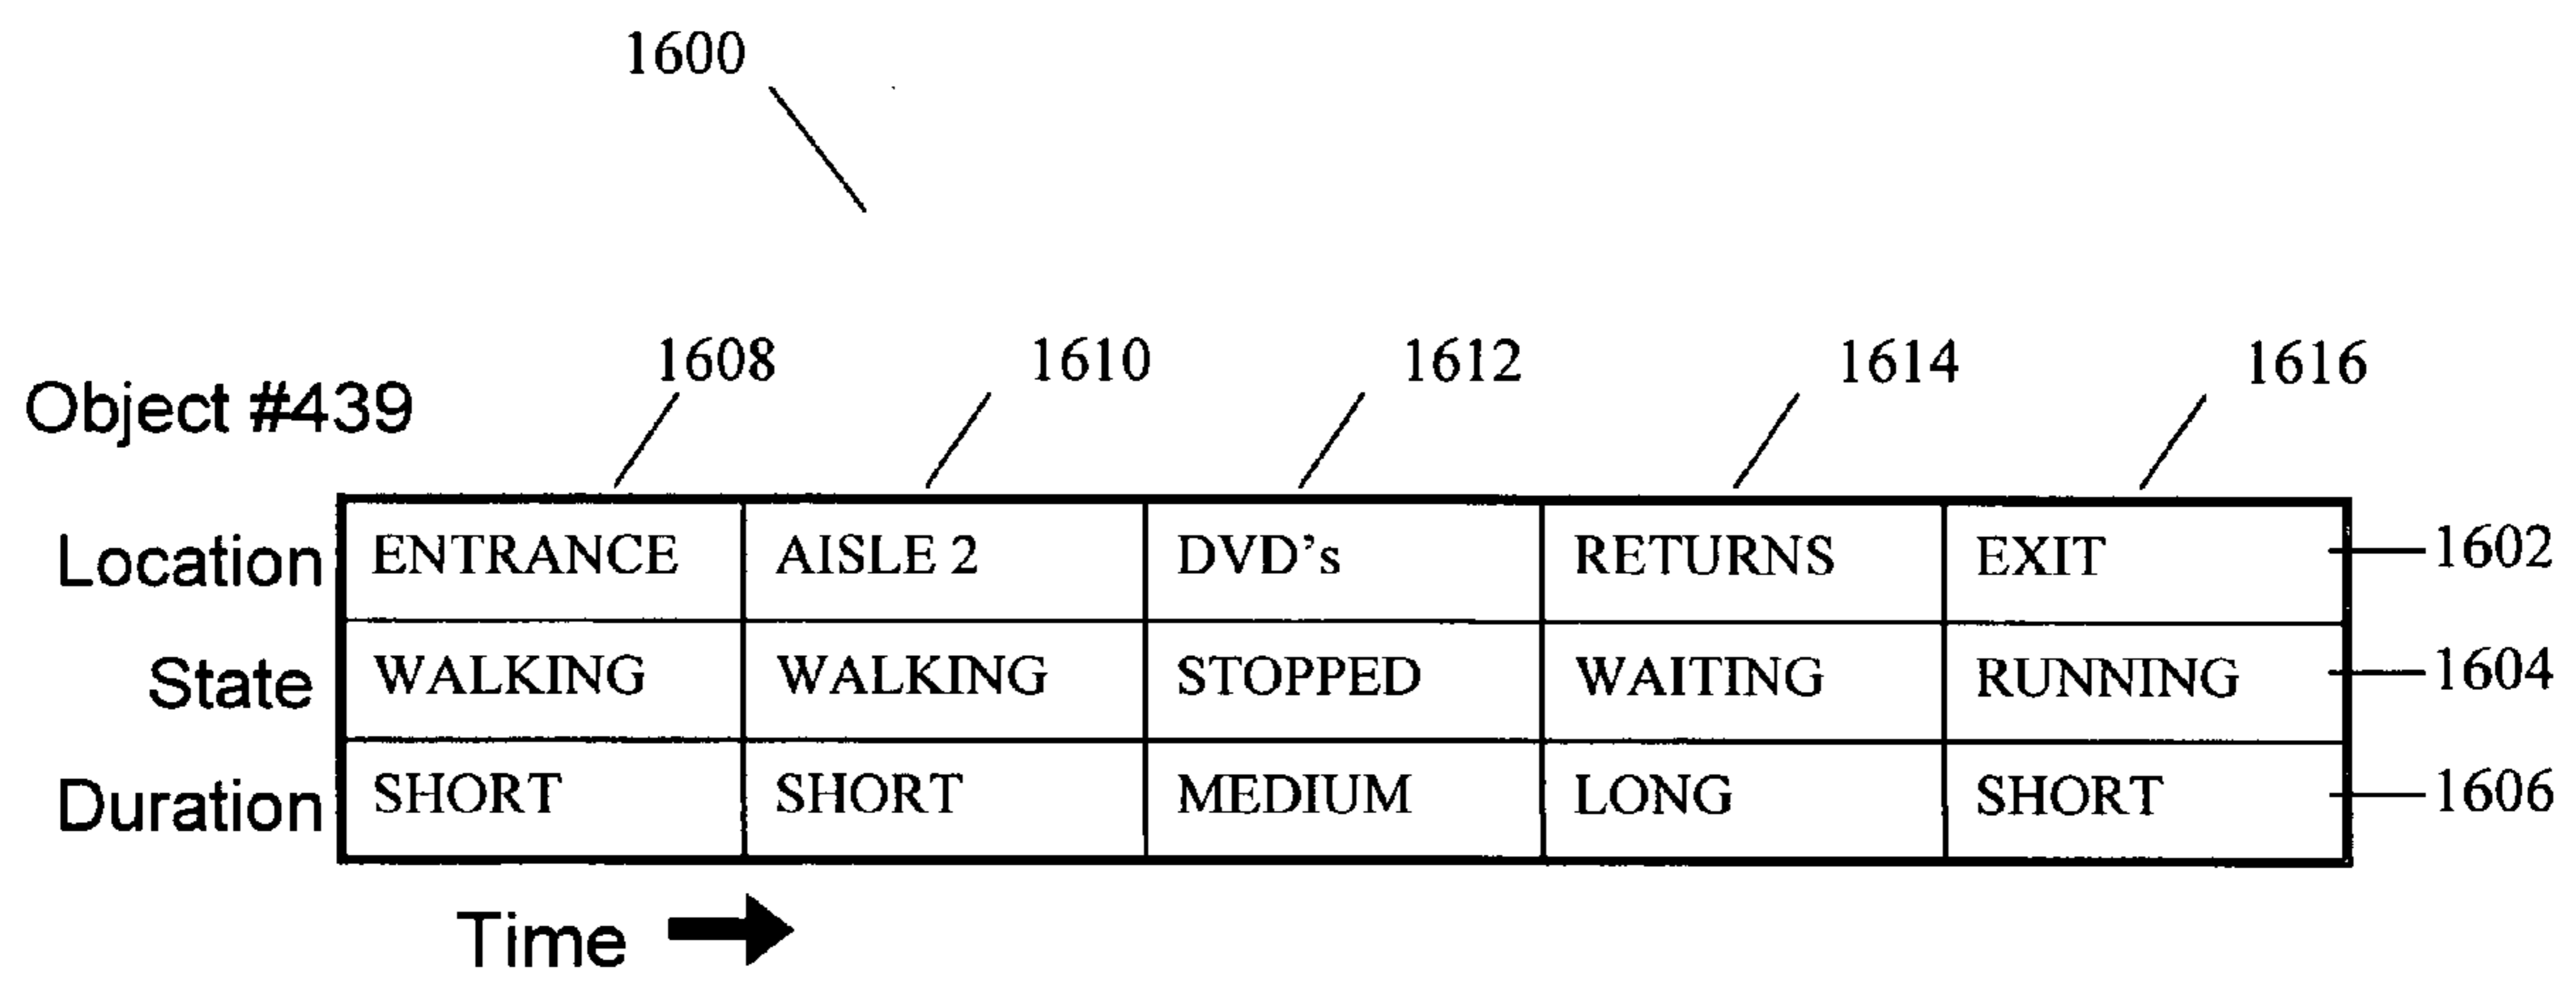 1600
Object #439 1608 1610 1612 1614 1616
Location ENTRANCE AISLE 2 DVD's RETURNS EXIT 1602
State WALKING WALKING STOPPED WAITING RUNNING 1604
Duration SHORT SHORT MEDIUM LONG SHORT 1606
Time